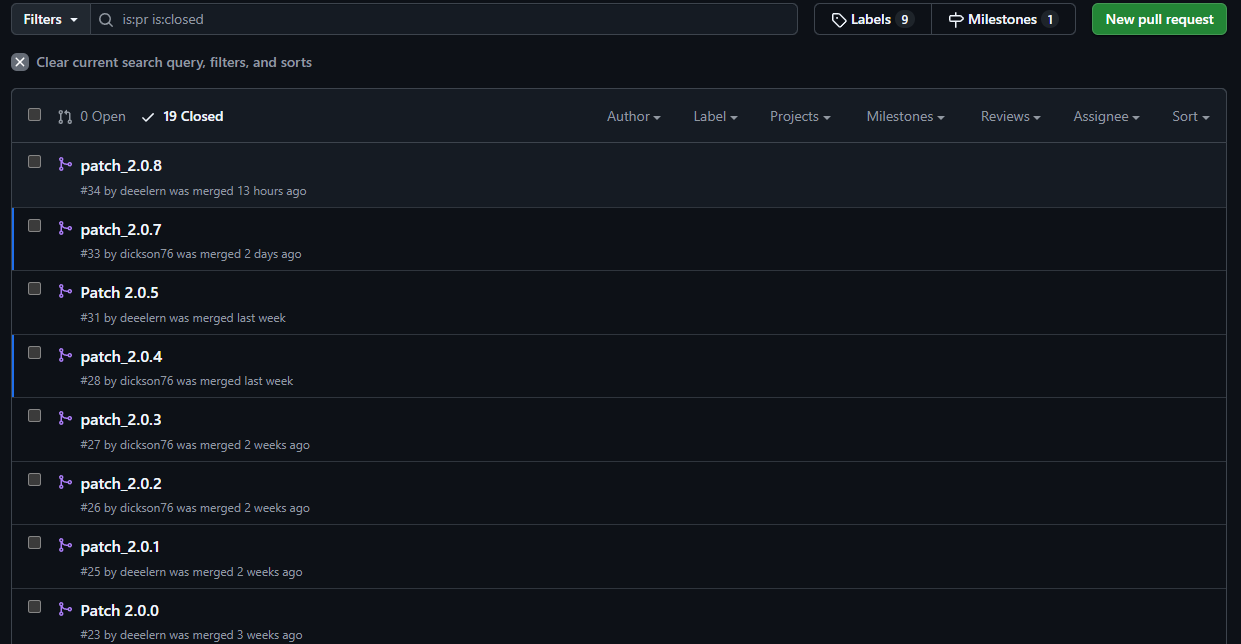 Filters is:pr is:closed Labels 9 Milestones 1 New pull request
Clear current search query, filters, and sorts
0 Open 19 Closed Author Label Projects Milestones Reviews Assignee Sort
patch_2.0.8
#34 by deeelern was merged 13 hours ago
patch_2.0.7
#33 by dickson76 was merged 2 days ago
Patch 2.0.5
#31 by deeelern was merged last week
patch_2.0.4
#28 by dickson76 was merged last week
patch_2.0.3
#27 by dickson76 was merged 2 weeks ago
patch_2.0.2
#26 by dickson76 was merged 2 weeks ago
patch_2.0.1
#25 by deeelern was merged 2 weeks ago
Patch 2.0.0
#23 by deeelern was merged 3 weeks ago